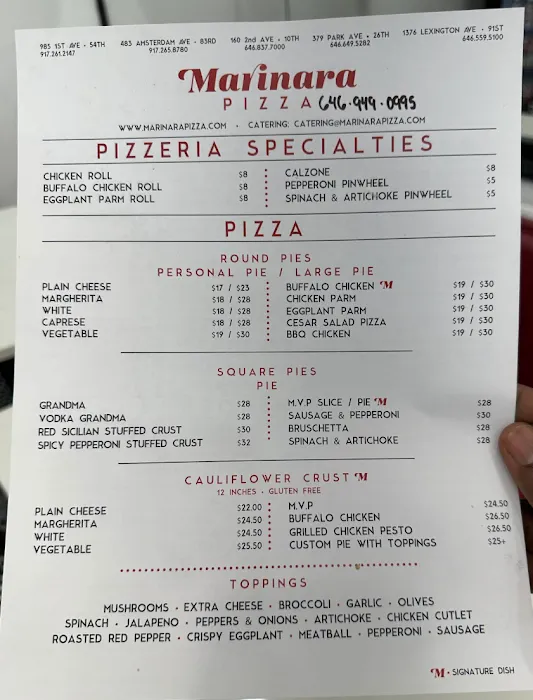 985 1ST AVE • 54TH 483 AMSTERDAM AVE • 83RD 160 2nd AVE • 10TH 379 PARK AVE • 26TH 1376 LEXINGTON AVE • 91ST
917.261.2147 917.265.8780 646.837.7000 646.649.5282 646.559.5100
Marinara
PIZZA 646.949.0995
WWW.MARINARAPIZZA.COM • CATERING: CATERING@MARINARAPIZZA.COM
PIZZERIA SPECIALTIES
CHICKEN ROLL $8 CALZONE $8
BUFFALO CHICKEN ROLL $8 PEPPERONI PINWHEEL $5
EGGPLANT PARM ROLL $8 SPINACH & ARTICHOKE PINWHEEL $5
PIZZA
ROUND PIES
PERSONAL PIE / LARGE PIE
PLAIN CHEESE $17 / $23 BUFFALO CHICKEN M $19 / $30
MARGHERITA $18 / $28 CHICKEN PARM $19 / $30
WHITE $18 / $28 EGGPLANT PARM $19 / $30
CAPRESE $18 / $28 CESAR SALAD PIZZA $19 / $30
VEGETABLE $19 / $30 BBQ CHICKEN $19 / $30
SQUARE PIES
PIE
GRANDMA $28 M.V.P SLICE / PIE M $28
VODKA GRANDMA $28 SAUSAGE & PEPPERONI $30
RED SICILIAN STUFFED CRUST $30 BRUSCHETTA $28
SPICY PEPPERONI STUFFED CRUST $32 SPINACH & ARTICHOKE $28
CAULIFLOWER CRUST M
12 INCHES - GLUTEN FREE
PLAIN CHEESE $22.00 M.V.P $24.50
MARGHERITA $24.50 BUFFALO CHICKEN $26.50
WHITE $24.50 GRILLED CHICKEN PESTO $26.50
VEGETABLE $25.50 CUSTOM PIE WITH TOPPINGS $25+
TOPPINGS
MUSHROOMS • EXTRA CHEESE • BROCCOLI • GARLIC • OLIVES
SPINACH • JALAPENO • PEPPERS & ONIONS • ARTICHOKE • CHICKEN CUTLET
ROASTED RED PEPPER • CRISPY EGGPLANT • MEATBALL • PEPPERONI • SAUSAGE
M • SIGNATURE DISH